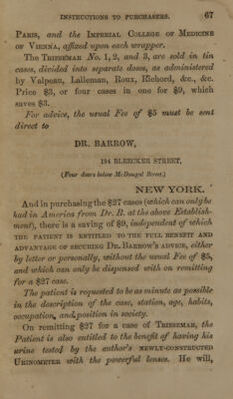 INSTRUCTIONS TO PURCHASERS. 67
PARIS, and the IMPERIAL COLLEGE OF MEDICINE
OF VIENNA, affixed upon each wrapper.
The TRIESEMAR No. 1, 2, and 3, are sold in tin
cases, divided into separate doses, as administered
by Valpeau, Lalleman, Roux, Richord, &c., &c.
Price $3, or four cases in one for $9, which
saves $3.
For advice, the usual Fee of $5 must be sent
direct to
DR. BARROW,
194 BLEECKER STREET,
(Four doors below McDougal Street.)
NEW YORK.
And in purchasing the $27 cases (which can only be
had in America from Dr. B. at the above Establish-
ment), there is a saving of $9, independent of which
THE PATIENT IS ENTITLED TO THE FULL BENEFIT AND
ADVANTAGE OF SECURING DR. BARROW'S ADVICE, either
by letter or personally, without the usual Fee of $5,
and which can only be dispensed with on remitting
for a $27 case.
The patient is requested to be as minute as possible
in the description of the case, station, age, habits,
occupation, and position in society.
On remitting $27 for a case of TRIESEMAR, the
Patient is also entitled to the benefit of having his
urine tested by the author's NEWLY-CONSTRUCTED
URINOMETER with the powerful lenses. He will,